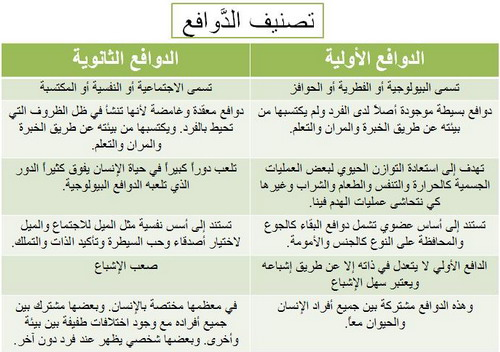 تصنيف الدَّوافع
الدوافع الأولية
الدوافع الثانوية
تسمى البيولوجية أو الفطرية أو الحوافز
تسمى الاجتماعية أو النفسية أو المكتسبة
دوافع بسيطة موجودة أصلاً لدى الفرد ولم يكتسبها من
بيئته عن طريق الخبرة والمران والتعلم.
دوافع معقدة وغامضة لأنها تنشأ في ظل الظروف التي
تحيط بالفرد. ويكتسبها من بيئته عن طريق الخبرة
والمران والتعلم.
تهدف إلى استعادة التوازن الحيوي لبعض العمليات
الجسمية كالحرارة والتنفس والطعام والشراب وغيرها
كي نتحاشى عمليات الهدم فينا.
تلعب دوراً كبيراً في حياة الإنسان يفوق كثيراً الدور
الذي تلعبه الدوافع البيولوجية.
تستند إلى أساس عضوي تشمل دوافع البقاء كالجوع
والمحافظة على النوع كالجنس والأمومة.
تستند إلى أسس نفسية مثل الميل للاجتماع والميل
لاختيار أصدقاء وحب السيطرة وتأكيد الذات والتملك.
الدافع الأولي لا يتعدل في ذاته إلا عن طريق إشباعه
ويعتبر سهل الإشباع
صعب الإشباع
وهذه الدوافع مشتركة بين جميع أفراد الإنسان
والحيوان معاً.
في معظمها مختصة بالإنسان. وبعضها مشترك بين
جميع أفراده مع وجود اختلافات طفيفة بين بيئة
وأخرى. وبعضها شخصي يظهر عند فرد دون آخر.